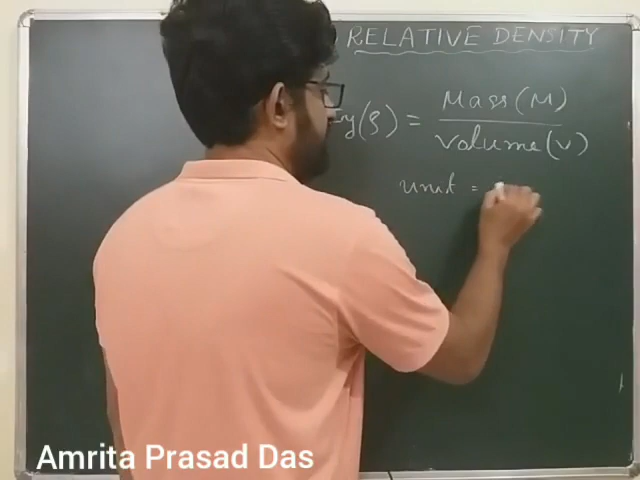 RELATIVE DENSITY
y(ρ) = Mass(M)
Volume(V)
unit =
Amrita Prasad Das